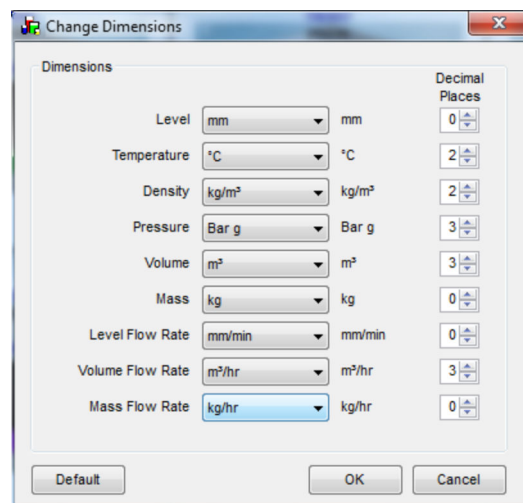 Change Dimensions
Dimensions
Decimal
Places
Level mm mm 0
Temperature °C °C 2
Density kg/m³ kg/m³ 2
Pressure Bar g Bar g 3
Volume m³ m³ 3
Mass kg kg 0
Level Flow Rate mm/min mm/min 0
Volume Flow Rate m³/hr m³/hr 3
Mass Flow Rate kg/hr kg/hr 0
Default OK Cancel